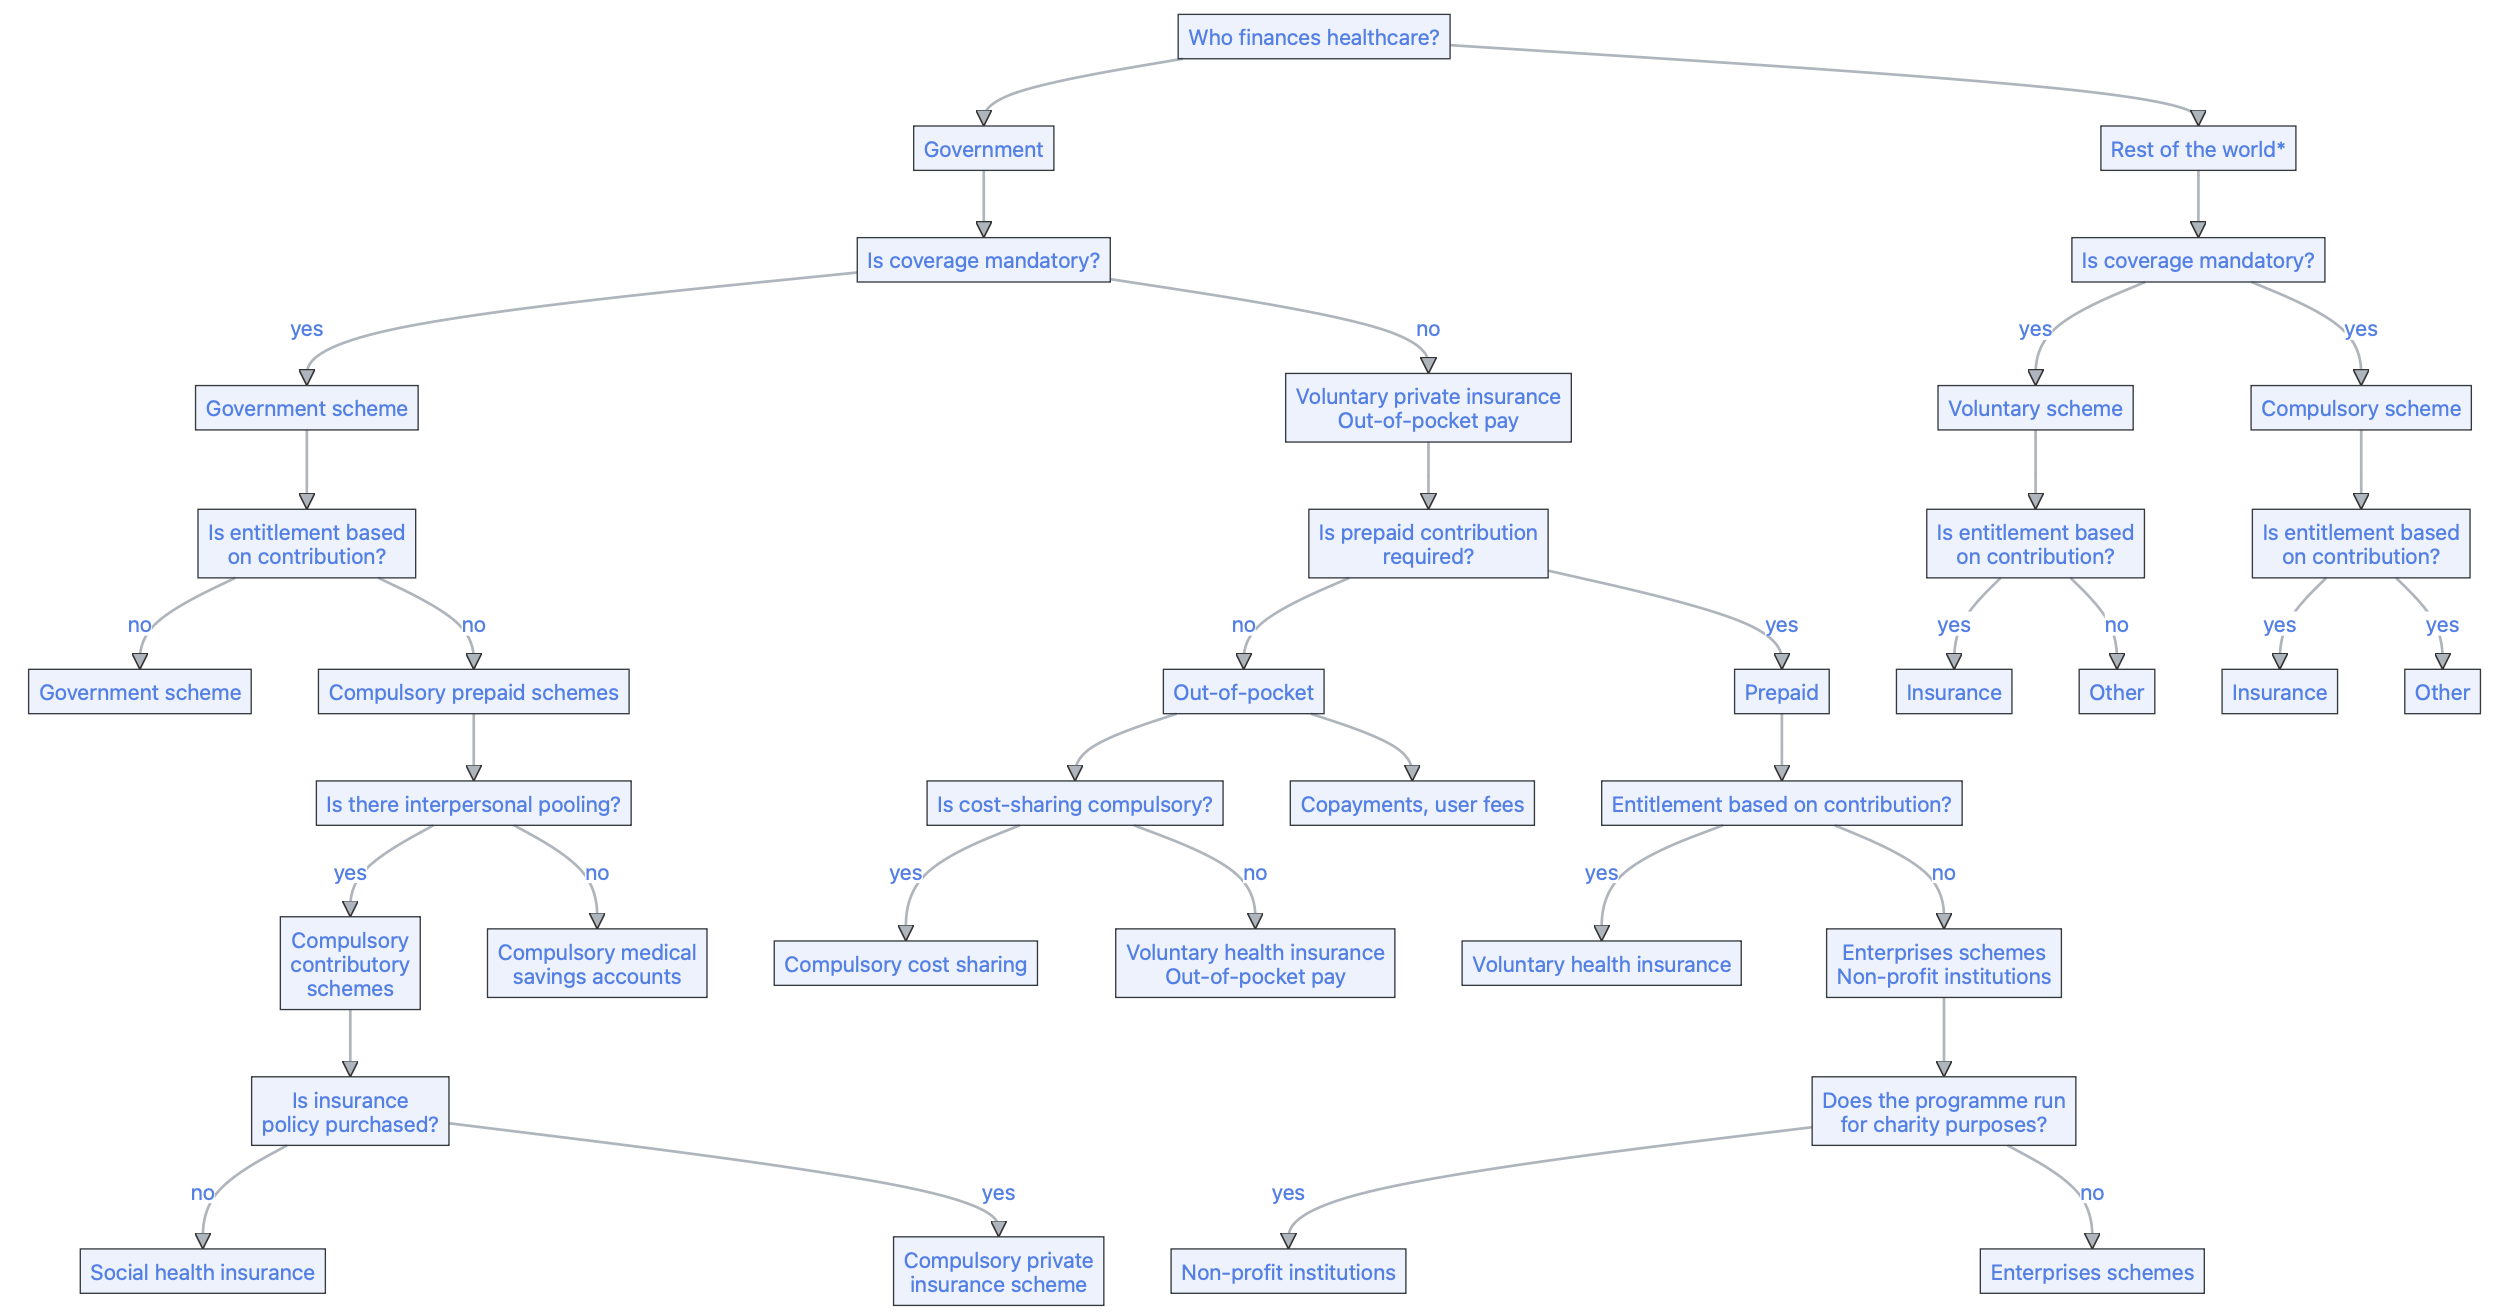 Who finances healthcare?
Government
Rest of the world*
Is coverage mandatory?
Is coverage mandatory?
yes
no
yes
yes
Government scheme
Voluntary private insurance
Out-of-pocket pay
Voluntary scheme
Compulsory scheme
Is entitlement based
on contribution?
Is prepaid contribution
required?
Is entitlement based
on contribution?
Is entitlement based
on contribution?
no
no
no
yes
yes
no
yes
yes
Government scheme
Compulsory prepaid schemes
Out-of-pocket
Prepaid
Insurance
Other
Insurance
Other
Is there interpersonal pooling?
Is cost-sharing compulsory?
Copayments, user fees
Entitlement based on contribution?
yes
no
yes
no
yes
no
Compulsory
contributory
schemes
Compulsory medical
savings accounts
Compulsory cost sharing
Voluntary health insurance
Out-of-pocket pay
Voluntary health insurance
Enterprises schemes
Non-profit institutions
Is insurance
policy purchased?
Does the programme run
for charity purposes?
no
yes
yes
no
Social health insurance
Compulsory private
insurance scheme
Non-profit institutions
Enterprises schemes